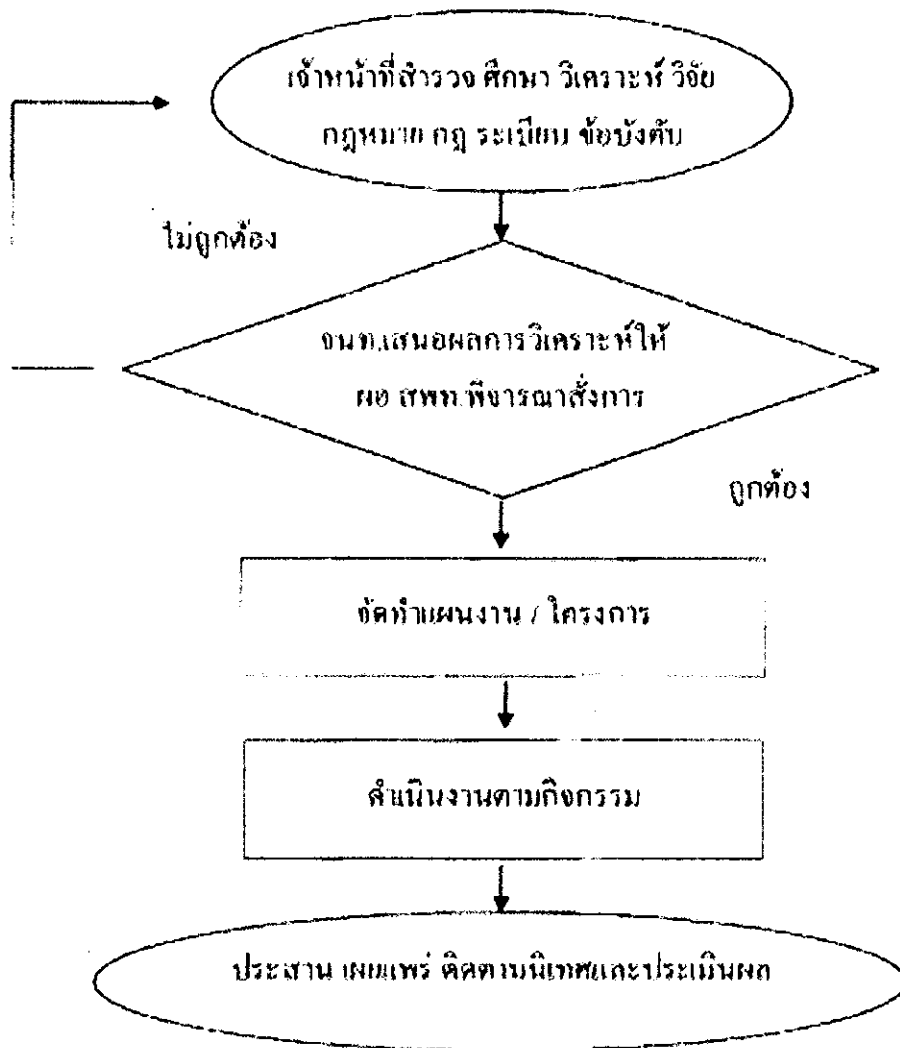 เจ้าหน้าที่สำรวจ ศึกษา วิเคราะห์ วิจัย
กฎหมาย กฎ ระเบียบ ข้อบังคับ
ไม่ถูกต้อง
จนท.เสนอผลการวิเคราะห์ให้
ผอ สพท.พิจารณาสั่งการ
ถูกต้อง
จัดทำแผนงาน / โครงการ
ดำเนินงานตามกิจกรรม
ประสาน เผยแพร่ ติดตามนิเทศและประเมินผล